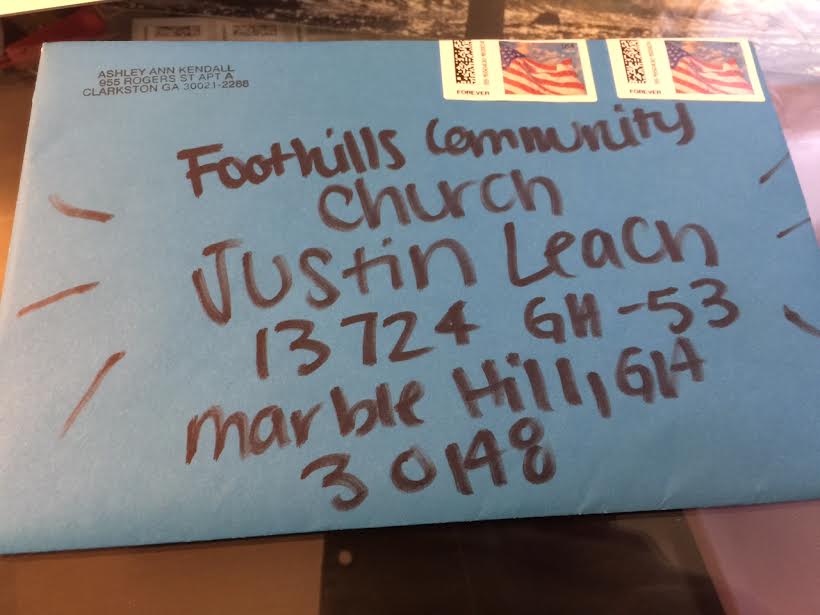 ASHLEY ANN KENDALL
955 ROGERS ST APT A
CLARKSTON GA 30021-2288
FOREVER
USA
FOREVER
Foothills Community
Church
Justin Leach
13724 GA-53
Marble Hill, GA
30148